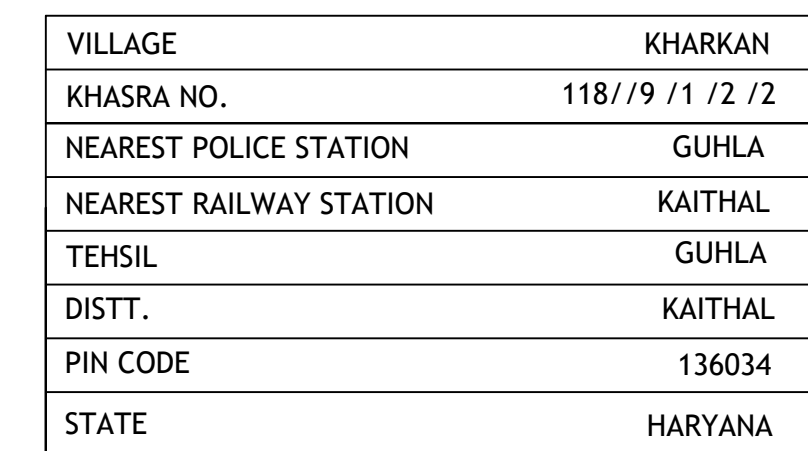 VILLAGE KHARKAN
KHASRA NO. 118//9 /1 /2 /2
NEAREST POLICE STATION GUHLA
NEAREST RAILWAY STATION KAITHAL
TEHSIL GUHLA
DISTT. KAITHAL
PIN CODE 136034
STATE HARYANA